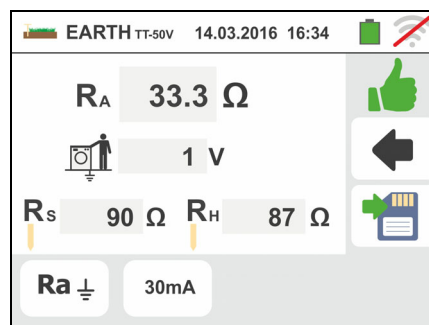 EARTH TT-50V 14.03.2016 16:34
RA 33.3 Ω
1 V
RS 90 Ω RH 87 Ω
Ra 30mA